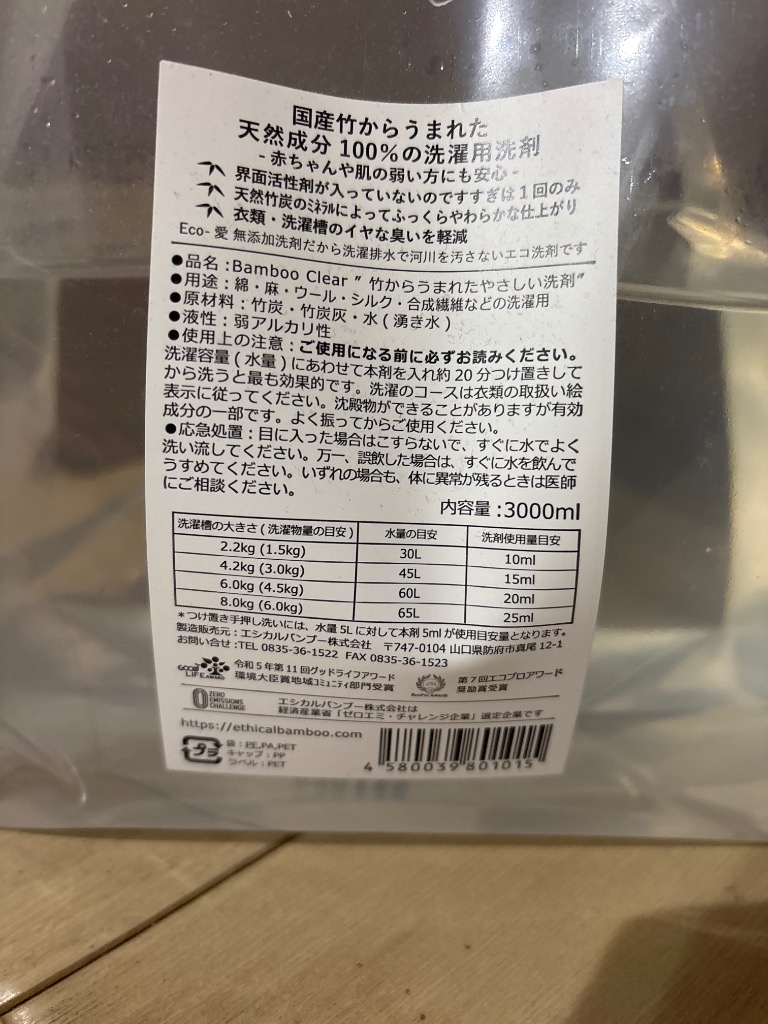 国産竹からうまれた
天然成分 100%の洗濯用洗剤
- 赤ちゃんや肌の弱い方にも安心 -
界面活性剤が入っていないのですすぎは1回のみ
天然竹炭のミネラルによってふっくらやわらかな仕上がり
衣類・洗濯槽のイヤな臭いを軽減
Eco- 愛 無添加洗剤だから洗濯排水で河川を汚さないエコ洗剤です
●品名：Bamboo Clear " 竹からうまれたやさしい洗剤"
●用途：綿・麻・ウール・シルク・合成繊維などの洗濯用
●原材料：竹炭・竹炭灰・水 ( 湧き水 )
●液性：弱アルカリ性
●使用上の注意：ご使用になる前に必ずお読みください。
洗濯容量 ( 水量 ) にあわせて本剤を入れ約 20 分つけ置きして
から洗うと最も効果的です。洗濯のコースは衣類の取扱い絵
表示に従ってください。沈殿物ができることがありますが有効
成分の一部です。よく振ってからご使用ください。
●応急処置：目に入った場合はこすらないで、すぐに水でよく
洗い流してください。万一、誤飲した場合は、すぐに水を飲んで
うすめてください。いずれの場合も、体に異常が残るときは医師
にご相談ください。
内容量：3000ml
洗濯槽の大きさ ( 洗濯物量の目安 ) 水量の目安 洗剤使用量目安
2.2kg (1.5kg) 30L 10ml
4.2kg (3.0kg) 45L 15ml
6.0kg (4.5kg) 60L 20ml
8.0kg (6.0kg) 65L 25ml
*つけ置き手押し洗いには、水量 5L に対して本剤 5ml が使用目安量となります。
製造販売元：エシカルバンブー株式会社 〒747-0104 山口県防府市真尾 12-1
お問い合せ：TEL 0835-36-1522 FAX 0835-36-1523
GOOD LIFE AWARD
令和 5 年第 11 回グッドライフアワード
環境大臣賞地域コミュニティ部門受賞
EcoPro Awards
第 7 回エコプロアワード
奨励賞受賞
0 ZERO EMISSIONS CHALLENGE
エシカルバンブー株式会社は
経済産業省「ゼロエミ・チャレンジ企業」選定企業です
https://ethicalbamboo.com
プラ
袋：PE,PA,PET
キャップ：PP
ラベル：PET
4 580039 801015